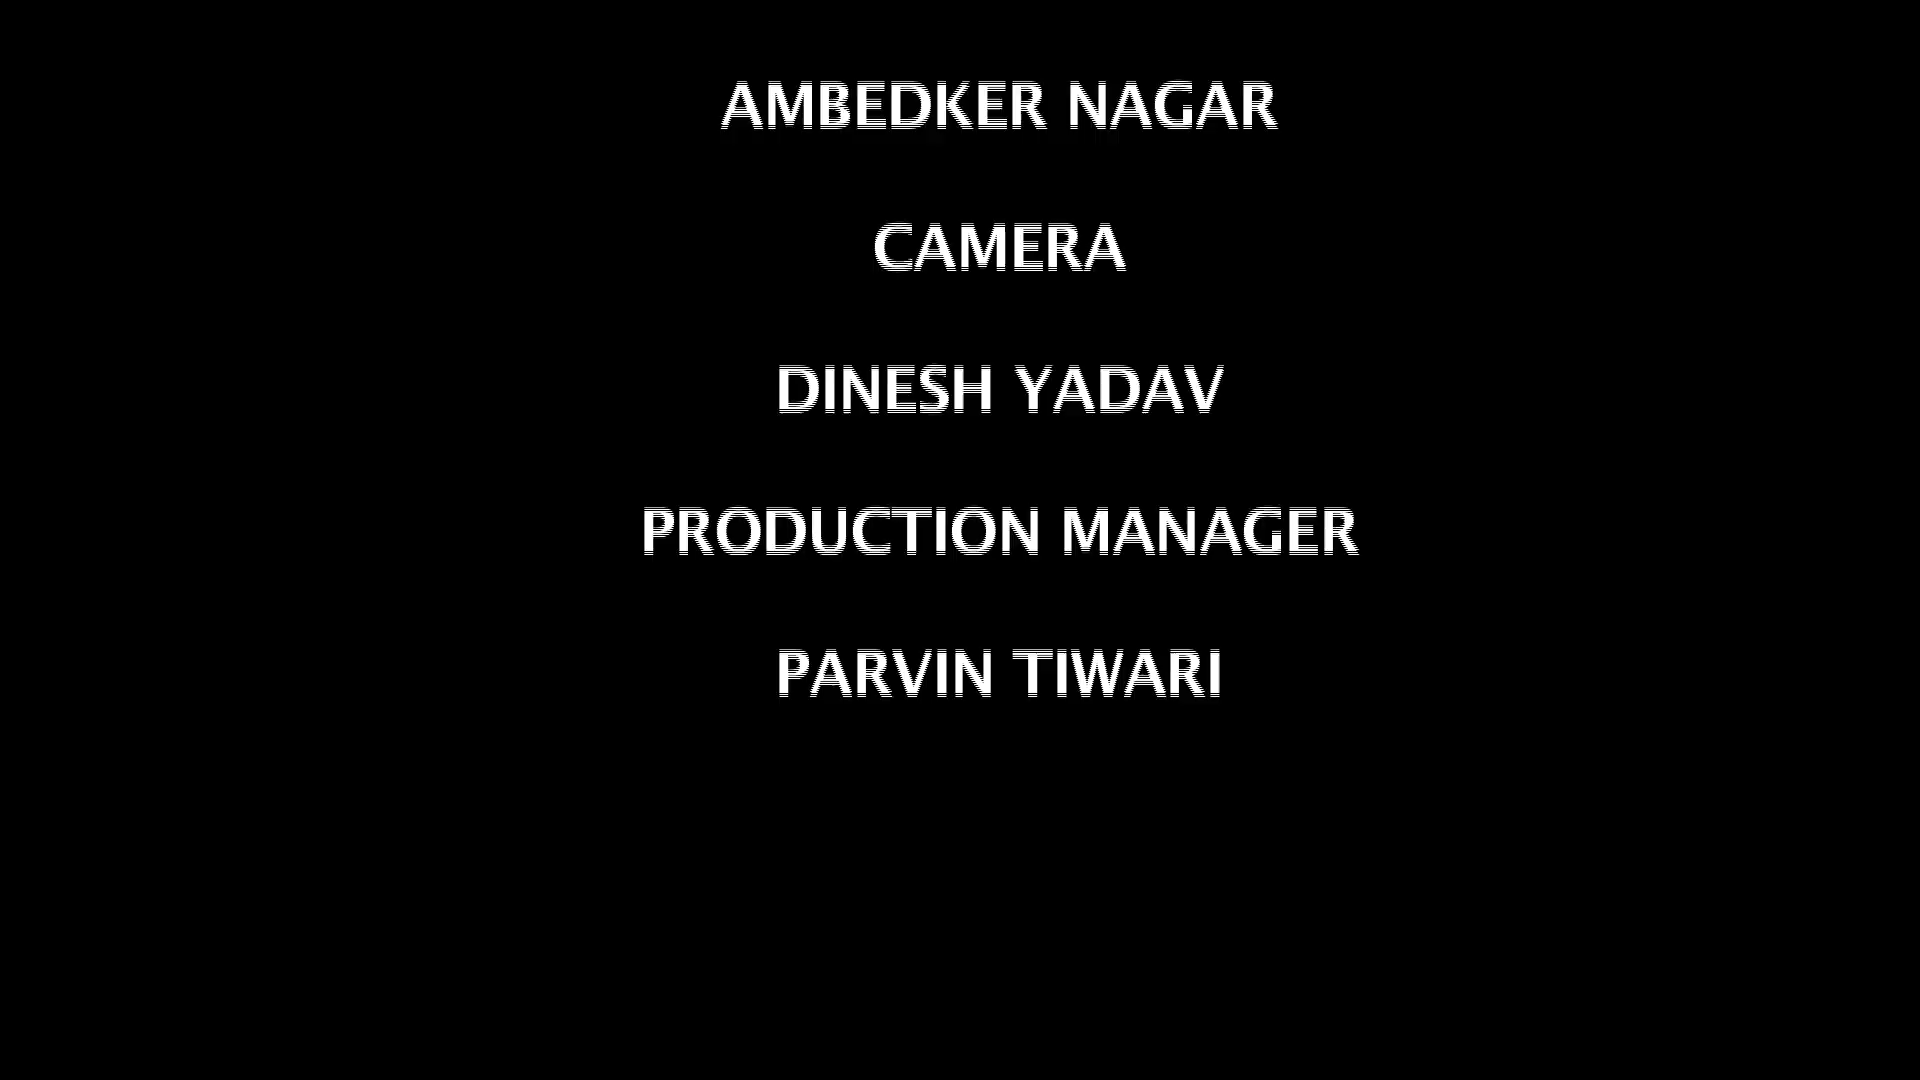 AMBEDKER NAGAR
CAMERA
DINESH YADAV
PRODUCTION MANAGER
PARVIN TIWARI